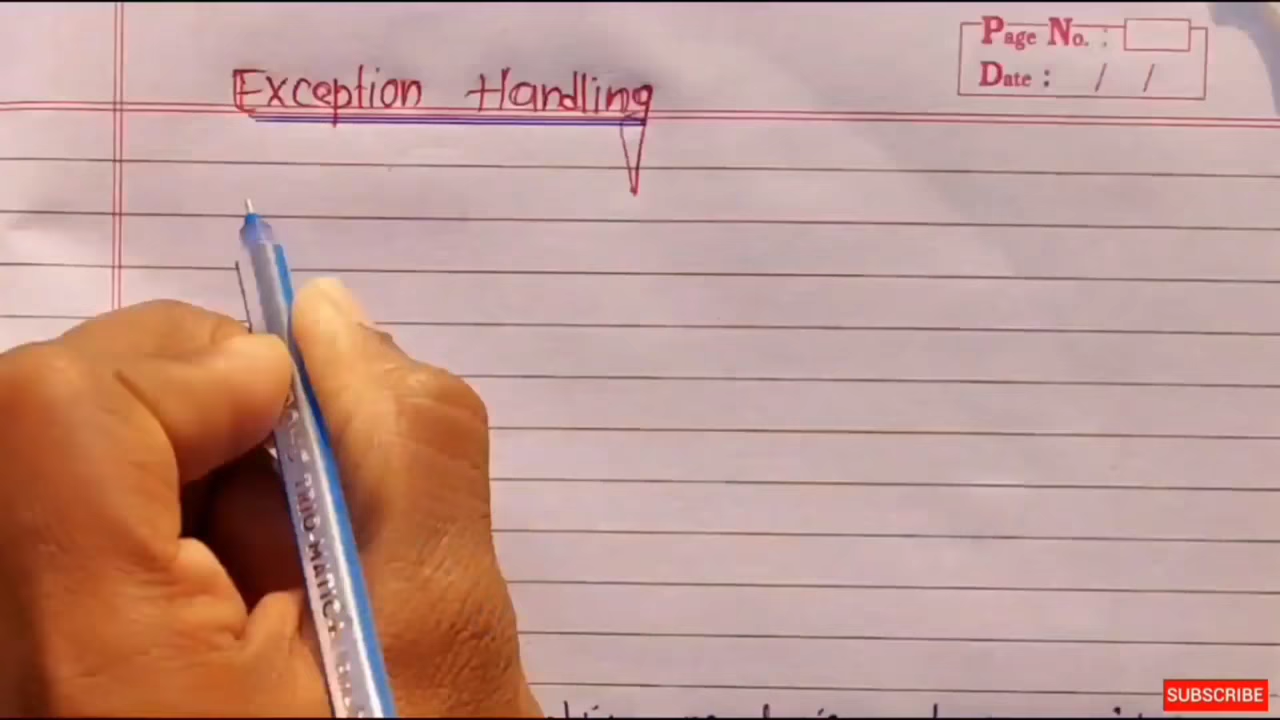 Page No. :
Date : / /
Exception Handling
SUBSCRIBE